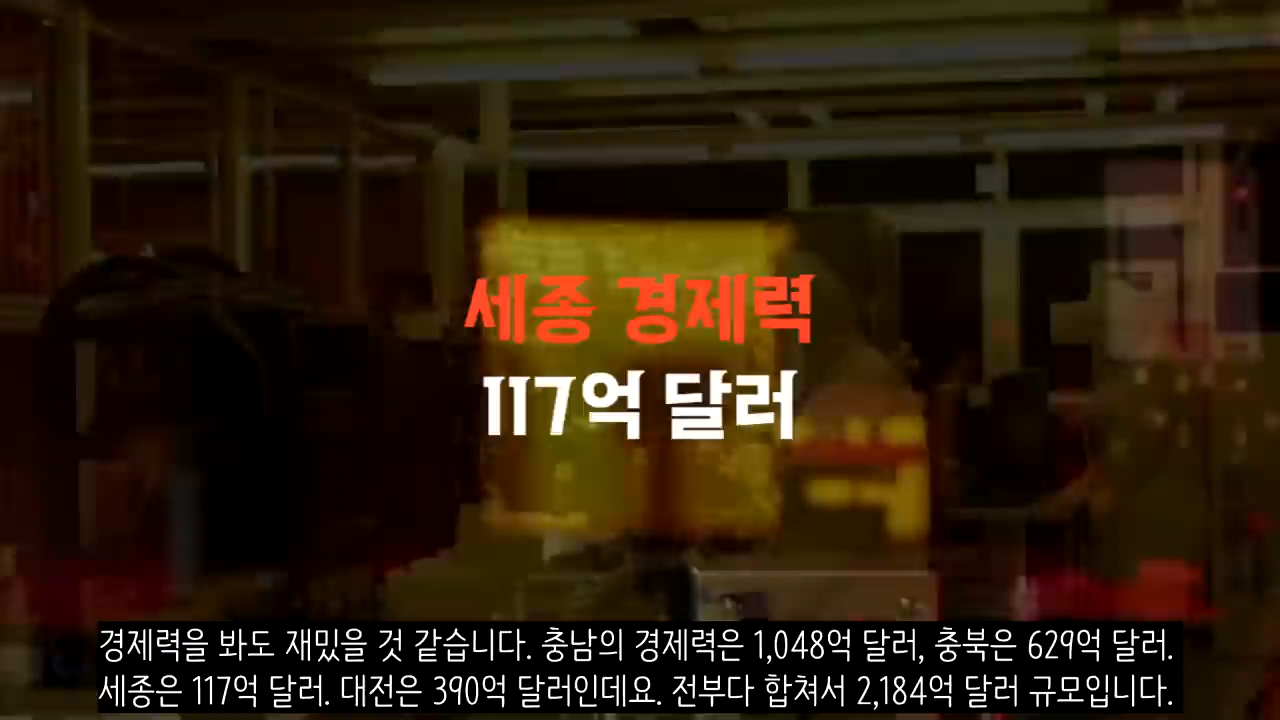 세종 경제력
117억 달러
경제력을 봐도 재밌을 것 같습니다. 충남의 경제력은 1,048억 달러, 충북은 629억 달러.
세종은 117억 달러. 대전은 390억 달러인데요. 전부다 합쳐서 2,184억 달러 규모입니다.